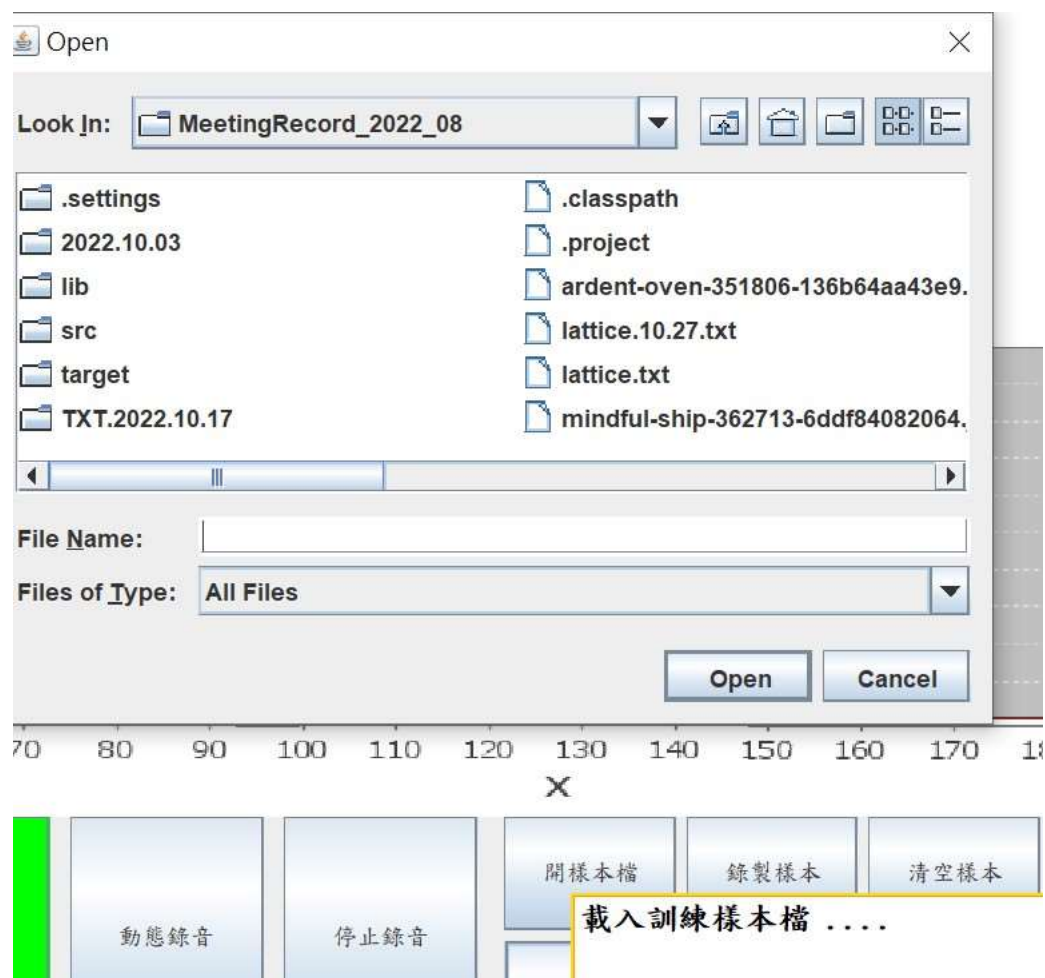 Open
Look In: MeetingRecord_2022_08
.settings .classpath
2022.10.03 .project
lib ardent-oven-351806-136b64aa43e9.
src lattice.10.27.txt
target lattice.txt
TXT.2022.10.17 mindful-ship-362713-6ddf84082064.
File Name:
Files of Type: All Files
Open Cancel
70 80 90 100 110 120 130 140 150 160 170
X
開樣本檔 錄製樣本 清空樣本
動態錄音 停止錄音
載入訓練樣本檔 ....